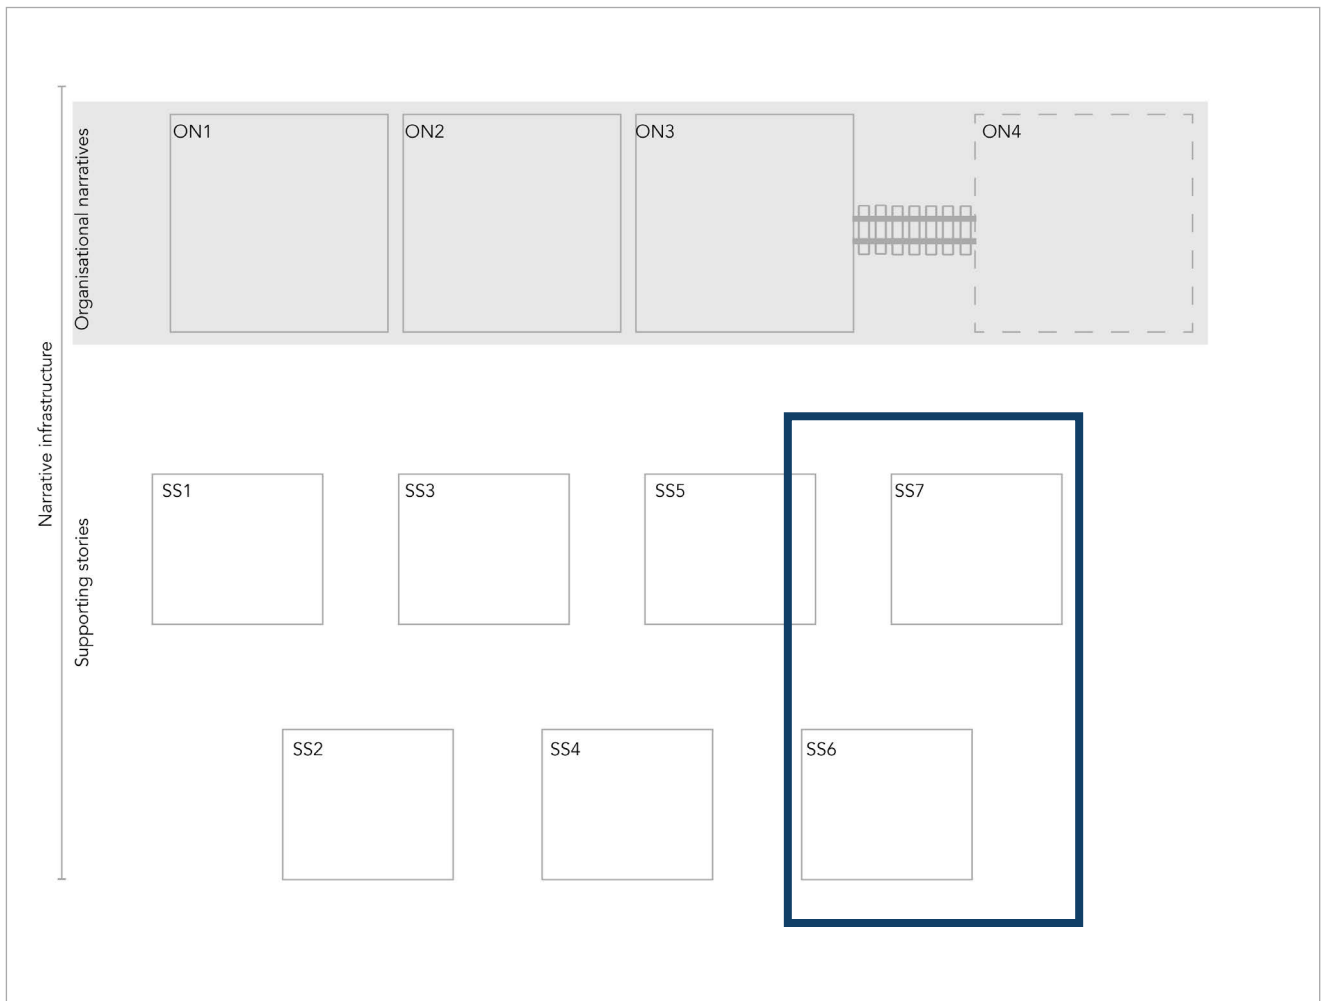 Narrative infrastructure
Organisational narratives
ON1
ON2
ON3
ON4
Supporting stories
SS1
SS3
SS5
SS7
SS2
SS4
SS6